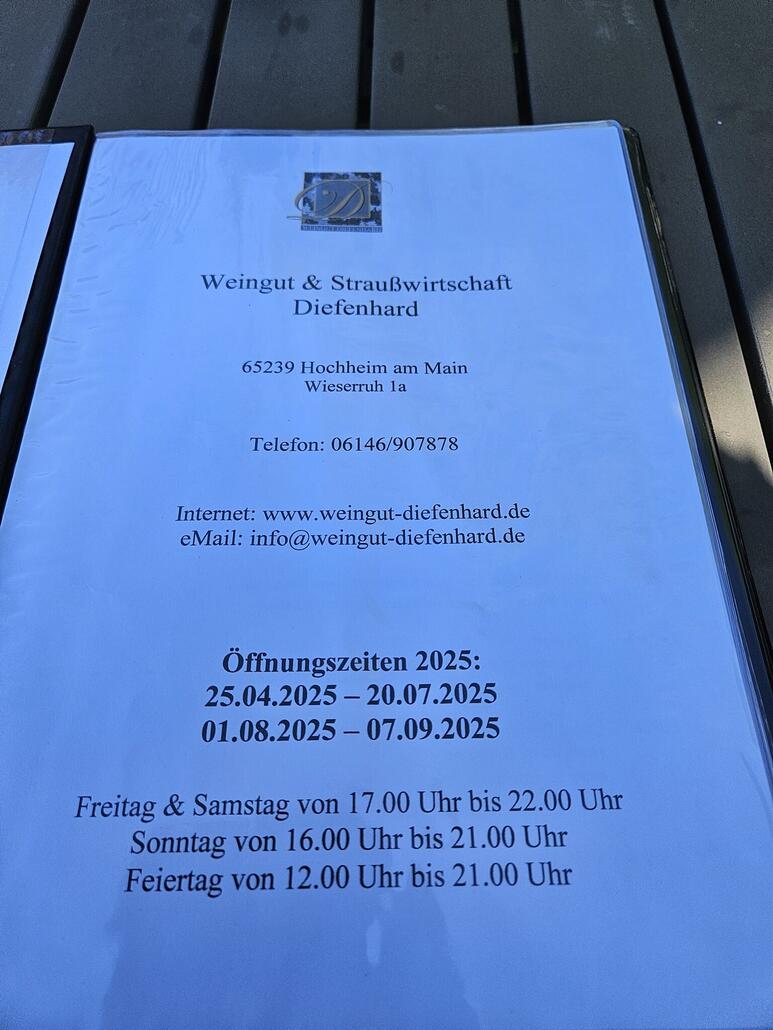 D
WEINGUT DIEFENHARD
Weingut & Straußwirtschaft
Diefenhard
65239 Hochheim am Main
Wieserruh 1a
Telefon: 06146/907878
Internet: www.weingut-diefenhard.de
eMail: info@weingut-diefenhard.de
Öffnungszeiten 2025:
25.04.2025 – 20.07.2025
01.08.2025 – 07.09.2025
Freitag & Samstag von 17.00 Uhr bis 22.00 Uhr
Sonntag von 16.00 Uhr bis 21.00 Uhr
Feiertag von 12.00 Uhr bis 21.00 Uhr